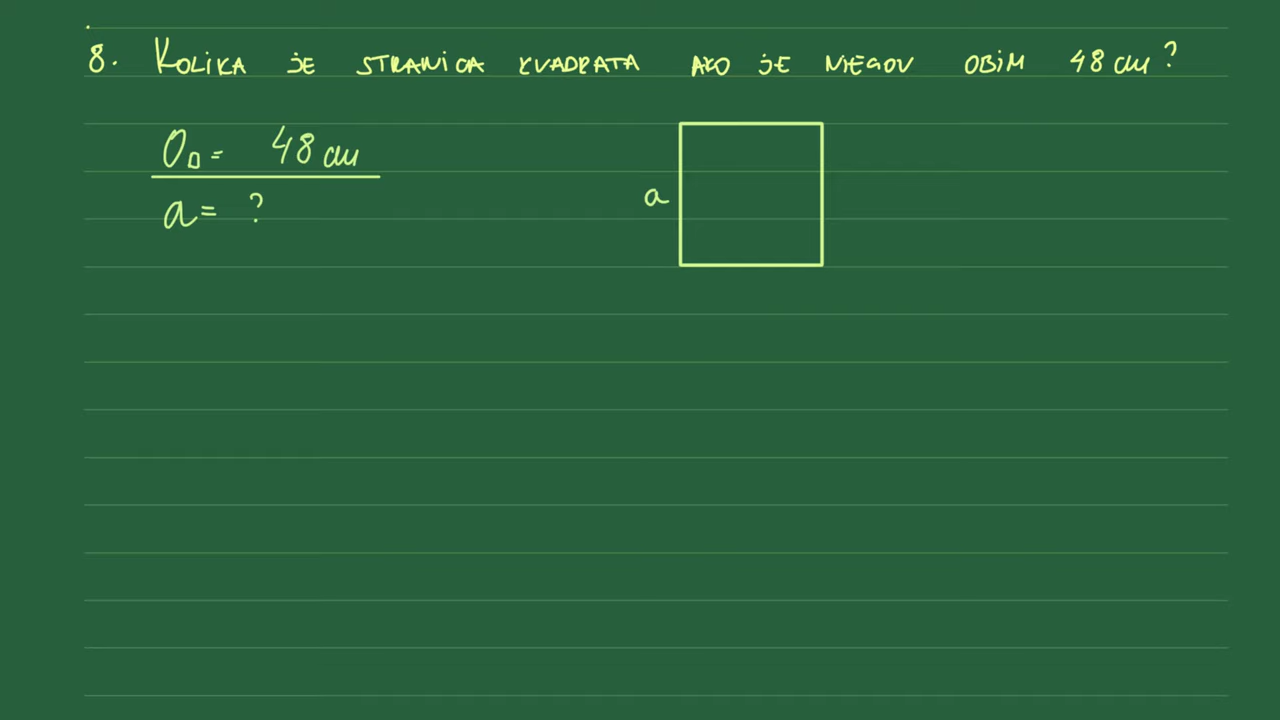 8. KOLIKA JE STRANICA KVADRATA AKO JE NJEGOV OBIM 48 cm ?
O□ = 48 cm
a = ?
a